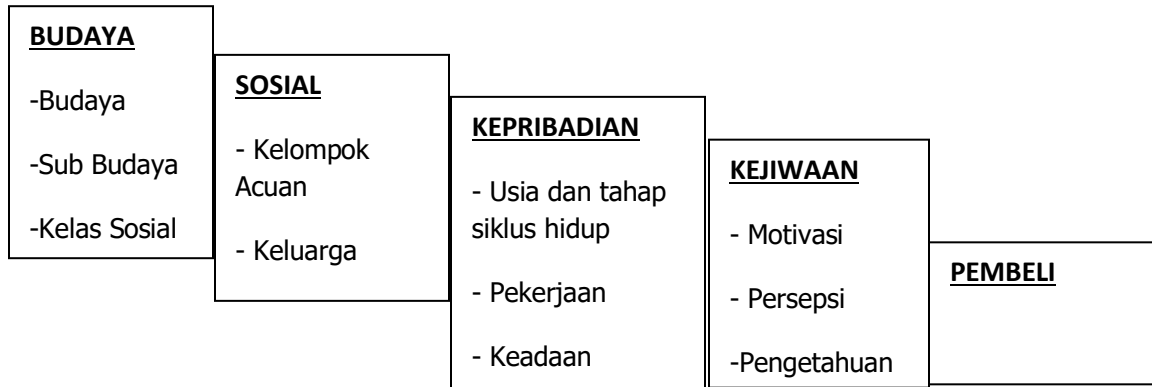 BUDAYA
-Budaya
-Sub Budaya
-Kelas Sosial
SOSIAL
- Kelompok
Acuan
- Keluarga
KEPRIBADIAN
- Usia dan tahap
siklus hidup
- Pekerjaan
- Keadaan
KEJIWAAN
- Motivasi
- Persepsi
-Pengetahuan
PEMBELI